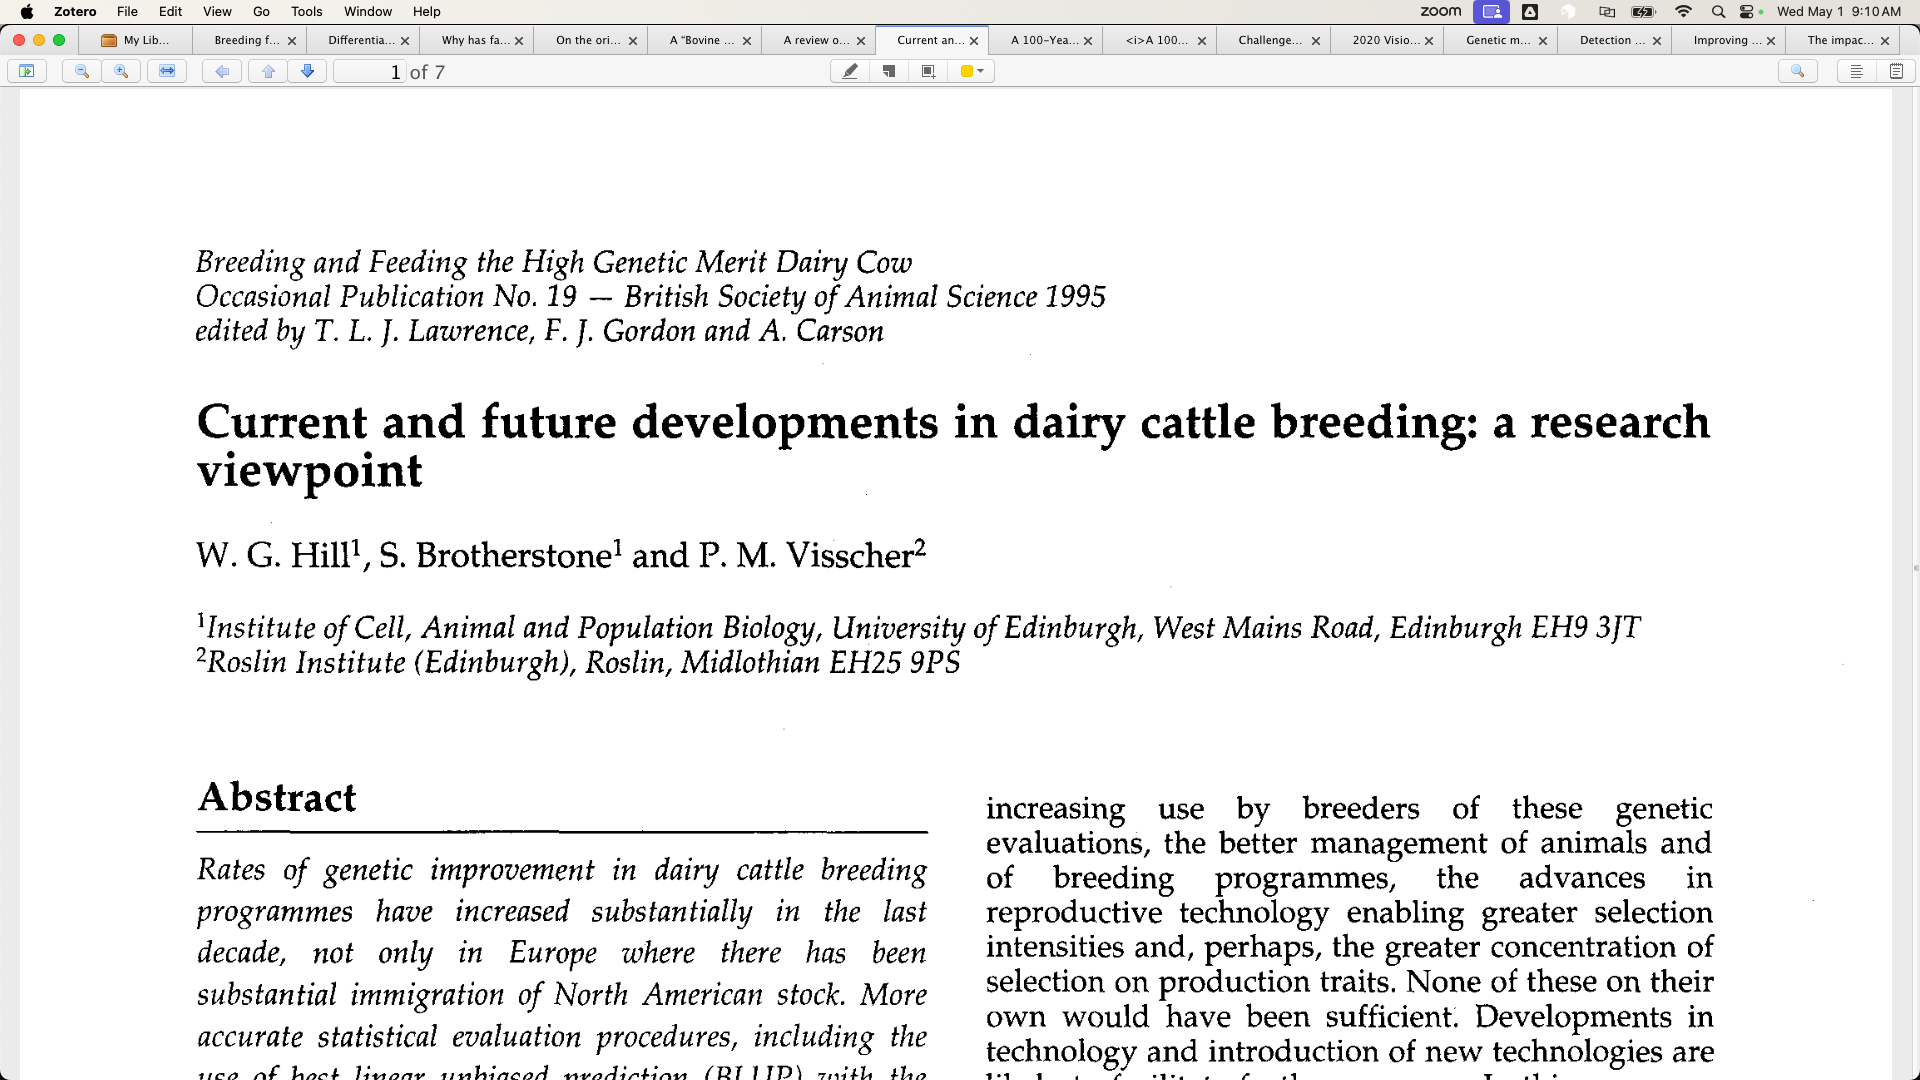 Zotero File Edit View Go Tools Window Help zoom Wed May 1 9:10 AM
My Lib... Breeding f... Differentia... Why has fa... On the ori... A "Bovine ... A review o... Current an... A 100-Yea... <i>A 100... Challenge... 2020 Visio... Genetic m... Detection ... Improving ... The impac...
1 of 7
Breeding and Feeding the High Genetic Merit Dairy Cow
Occasional Publication No. 19 — British Society of Animal Science 1995
edited by T. L. J. Lawrence, F. J. Gordon and A. Carson
Current and future developments in dairy cattle breeding: a research
viewpoint
W. G. Hill¹, S. Brotherstone¹ and P. M. Visscher²
¹Institute of Cell, Animal and Population Biology, University of Edinburgh, West Mains Road, Edinburgh EH9 3JT
²Roslin Institute (Edinburgh), Roslin, Midlothian EH25 9PS
Abstract
Rates of genetic improvement in dairy cattle breeding
programmes have increased substantially in the last
decade, not only in Europe where there has been
substantial immigration of North American stock. More
accurate statistical evaluation procedures, including the
use of best linear unbiased prediction (BLUP) with the
increasing use by breeders of these genetic
evaluations, the better management of animals and
of breeding programmes, the advances in
reproductive technology enabling greater selection
intensities and, perhaps, the greater concentration of
selection on production traits. None of these on their
own would have been sufficient. Developments in
technology and introduction of new technologies are